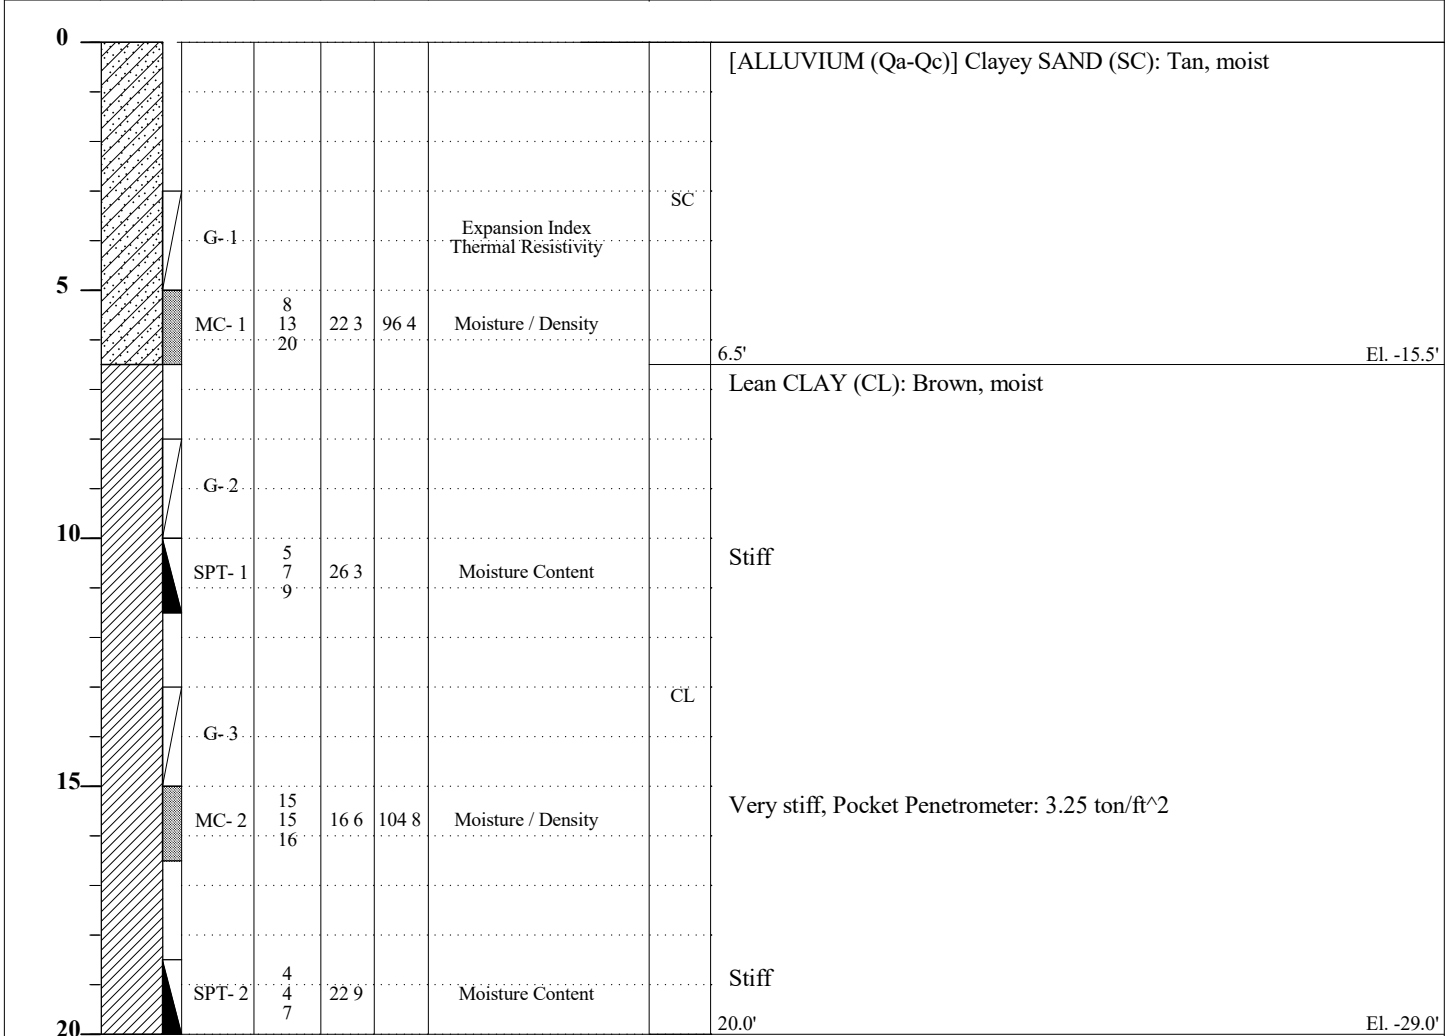 0
[ALLUVIUM (Qa-Qc)] Clayey SAND (SC): Tan, moist
SC
G- 1
Expansion Index
Thermal Resistivity
5
8
MC- 1 13 22 3 96 4 Moisture / Density
20
6.5' El. -15.5'
Lean CLAY (CL): Brown, moist
G- 2
10
5
Stiff
SPT- 1 7 26 3 Moisture Content
9
CL
G- 3
15
15
Very stiff, Pocket Penetrometer: 3.25 ton/ft^2
MC- 2 15 16 6 104 8 Moisture / Density
16
4
Stiff
SPT- 2 4 22 9 Moisture Content
7
20 20.0' El. -29.0'